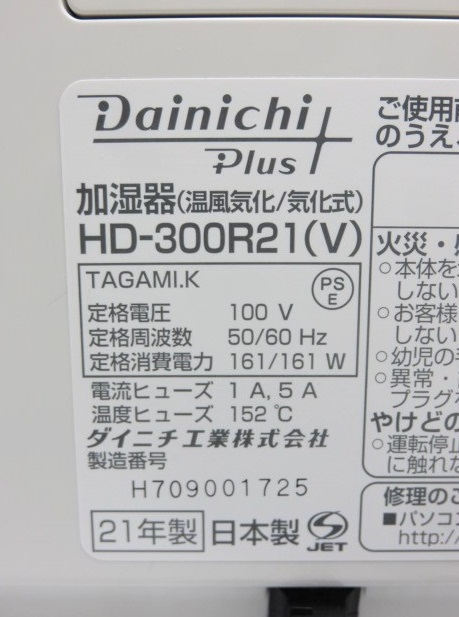 Dainichi
Plus
加湿器(温風気化/気化式)
HD-300R21(V)
TAGAMI.K
PS
E
定格電圧 100 V
定格周波数 50/60 Hz
定格消費電力 161/161 W
電流ヒューズ 1 A, 5 A
温度ヒューズ 152 ℃
ダイニチ工業株式会社
製造番号
H709001725
21年製 日本製
JET
ご使用
のうえ、
火災・
○本体を
しない
○お客様
しない
○幼児の
○異常・
プラグ
やけどの
○運転停止
に触れな
修理のご
■パソコン
http://